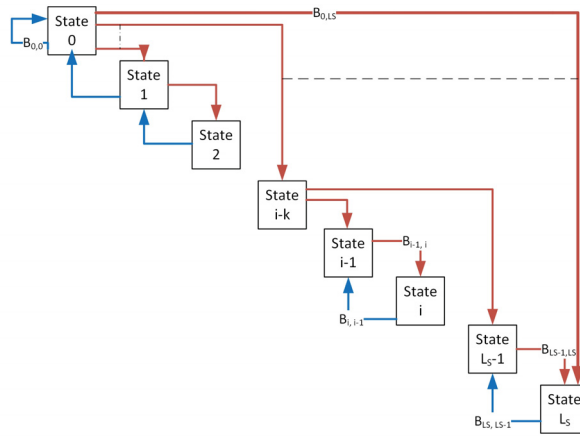 State
0
B0,LS
B0,0
State
1
State
2
State
i-k
State
i-1
Bi-1, i
State
i
Bi, i-1
State
LS-1
BLS-1,LS
BLS, LS-1
State
LS